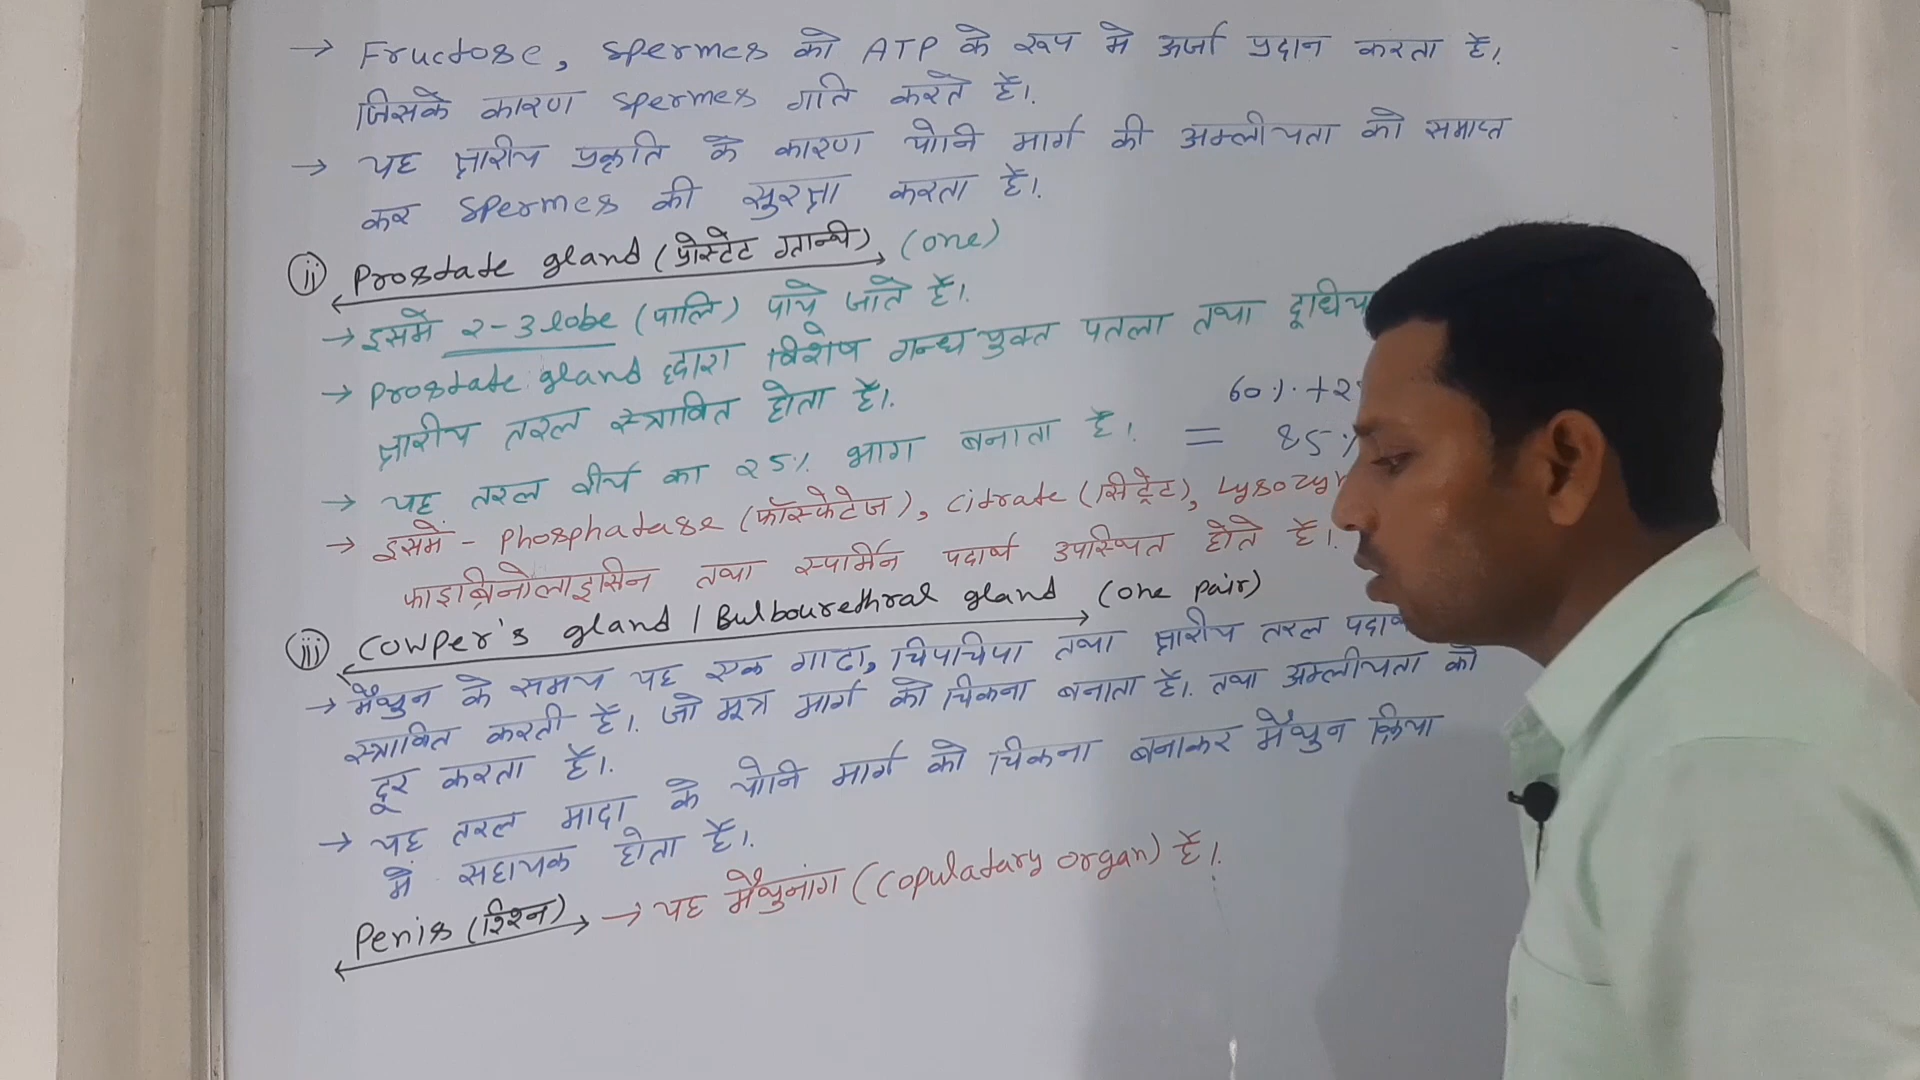 → Fructose, spermes को ATP के रूप मे ऊर्जा प्रदान करता है।
जिसके कारण spermes गति करते है।
→ यह क्षारीय प्रकृति के कारण योनि मार्ग की अम्लीयता को समाप्त
कर spermes की सुरक्षा करता है।
(ii) Prostate gland (प्रोस्टेट ग्रन्थि) (one)
→ इसमें 2-3 lobe (पालि) पाये जाते है।
→ Prostate gland द्वारा विशेष गन्ध युक्त पतला तथा
क्षारीय तरल स्त्रावित होता है।
60% +
→ यह तरल वीर्य का 25% भाग बनाता है। = 85%
→ इसमें - Phosphatase (फॉस्फेटेज), Citrate (सिट्रेट),
फाइब्रिनोलाइसिन तथा स्पर्मिन पदार्थ उपस्थित होते है।
(iii) Cowper's gland / Bulbourethral gland (one pair)
→ मैथुन के समय यह एक गाढा, चिपचिपा तथा क्षारीय तरल
स्त्रावित करती है। जो मूत्र मार्ग को चिकना बनाता है। तथा अम्लीयता को
दूर करता है।
→ यह तरल मादा के योनि मार्ग को चिकना बनाकर मैथुन क्रिया
में सहायक होता है।
Penis (शिश्न) → यह मैथुनांग (Copulatary organ) है।